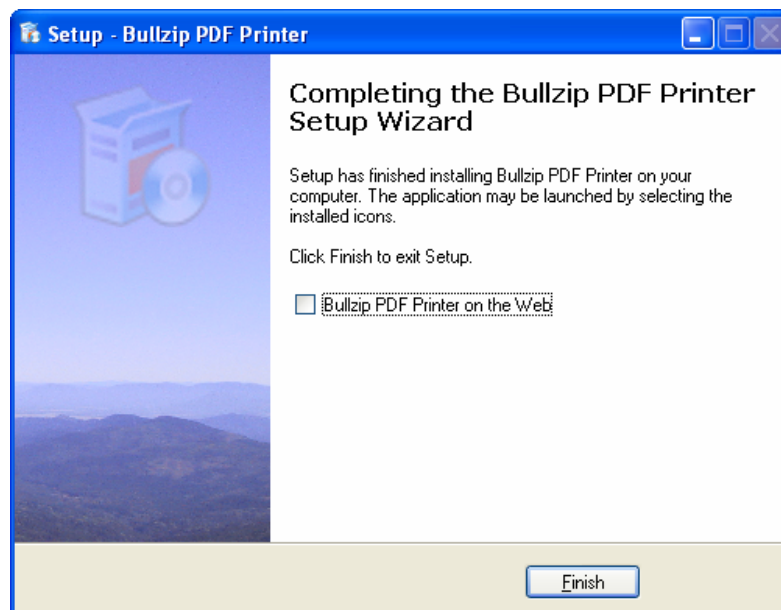 Setup - Bullzip PDF Printer
Completing the Bullzip PDF Printer
Setup Wizard
Setup has finished installing Bullzip PDF Printer on your
computer. The application may be launched by selecting the
installed icons.
Click Finish to exit Setup.
Bullzip PDF Printer on the Web
Finish